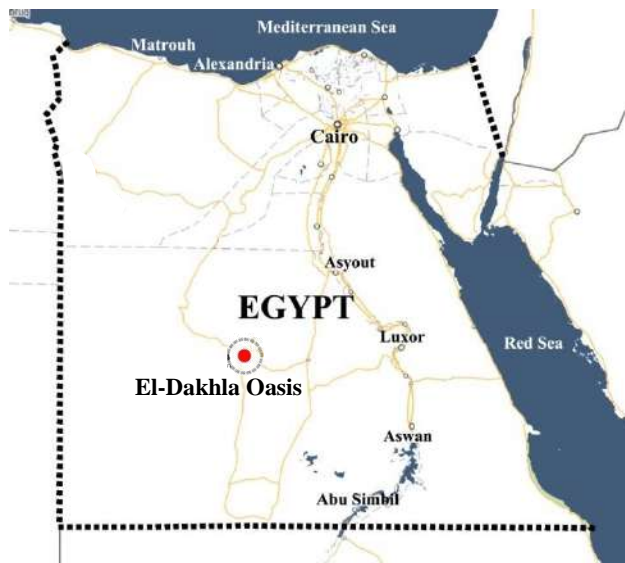 Mediterranean Sea
Matrouh
Alexandria
Cairo
Asyout
EGYPT
Luxor
Red Sea
El-Dakhla Oasis
Aswan
Abu Simbil